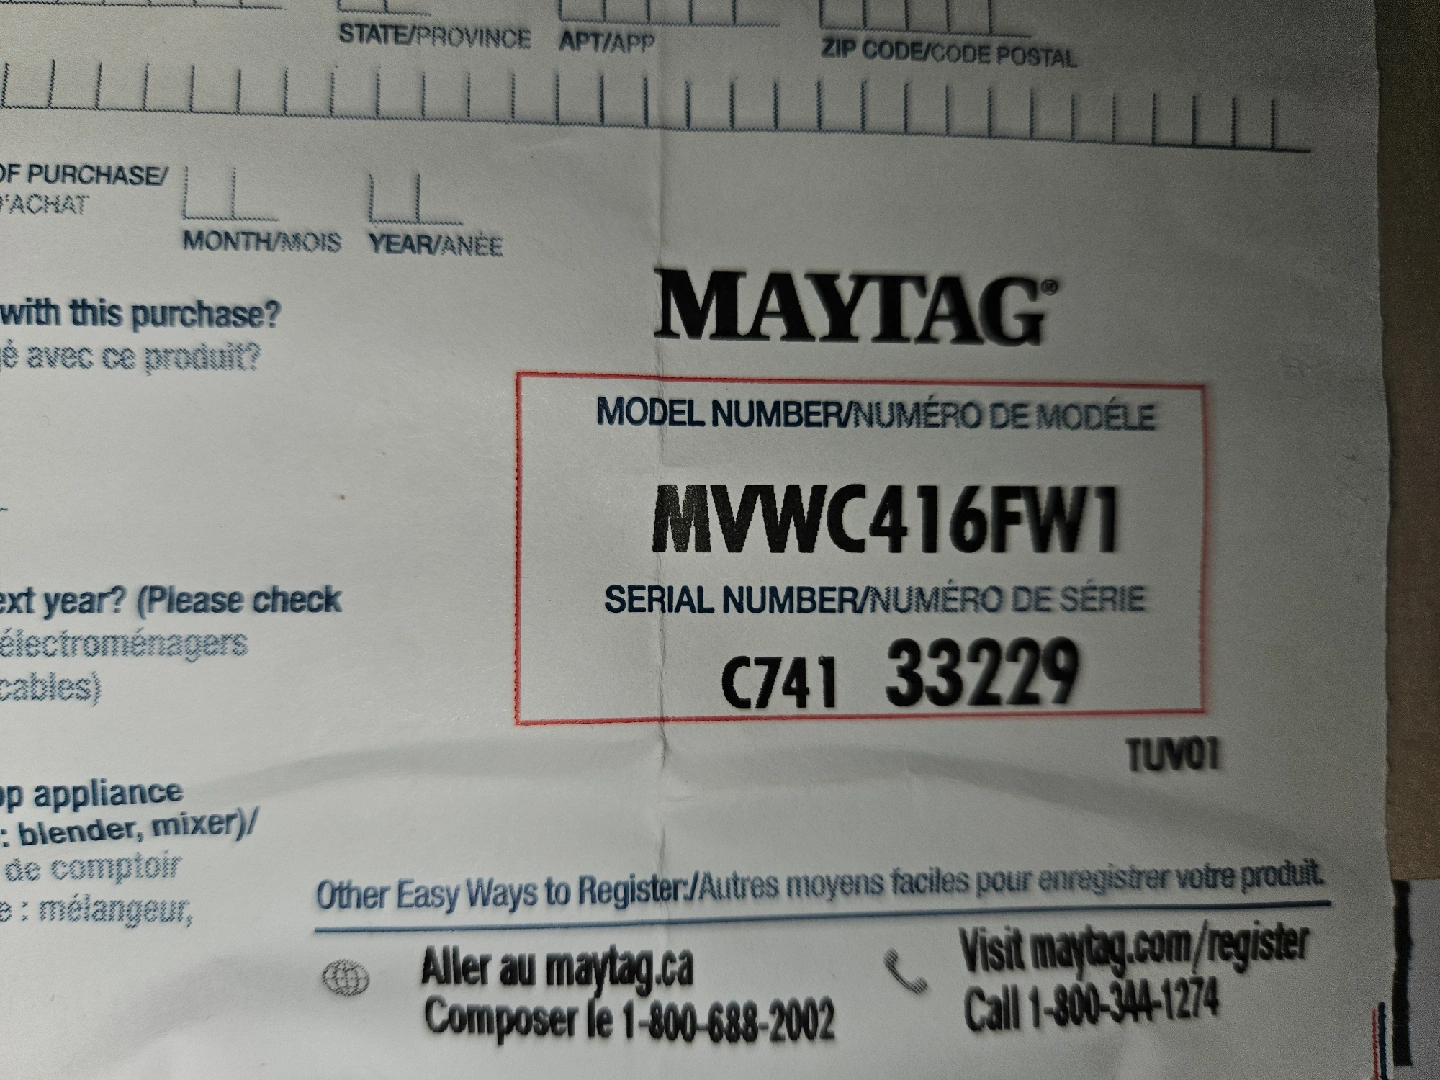 STATE/PROVINCE APT/APP ZIP CODE/CODE POSTAL
OF PURCHASE/
D'ACHAT
MONTH/MOIS YEAR/ANÉE
MAYTAG®
with this purchase?
é avec ce produit?
MODEL NUMBER/NUMÉRO DE MODÉLE
MVWC416FW1
SERIAL NUMBER/NUMÉRO DE SÉRIE
C741 33229
TUV01
ext year? (Please check
électroménagers
cables)
op appliance
: blender, mixer)/
de comptoir
e : mélangeur,
Other Easy Ways to Register:/Autres moyens faciles pour enregistrer votre produit.
Aller au maytag.ca
Composer le 1-800-688-2002
Visit maytag.com/register
Call 1-800-344-1274